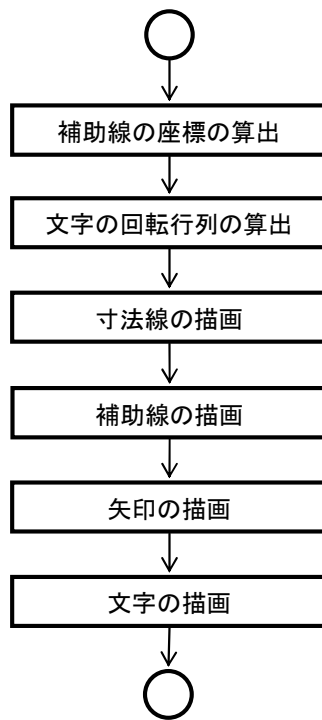 補助線の座標の算出
文字の回転行列の算出
寸法線の描画
補助線の描画
矢印の描画
文字の描画